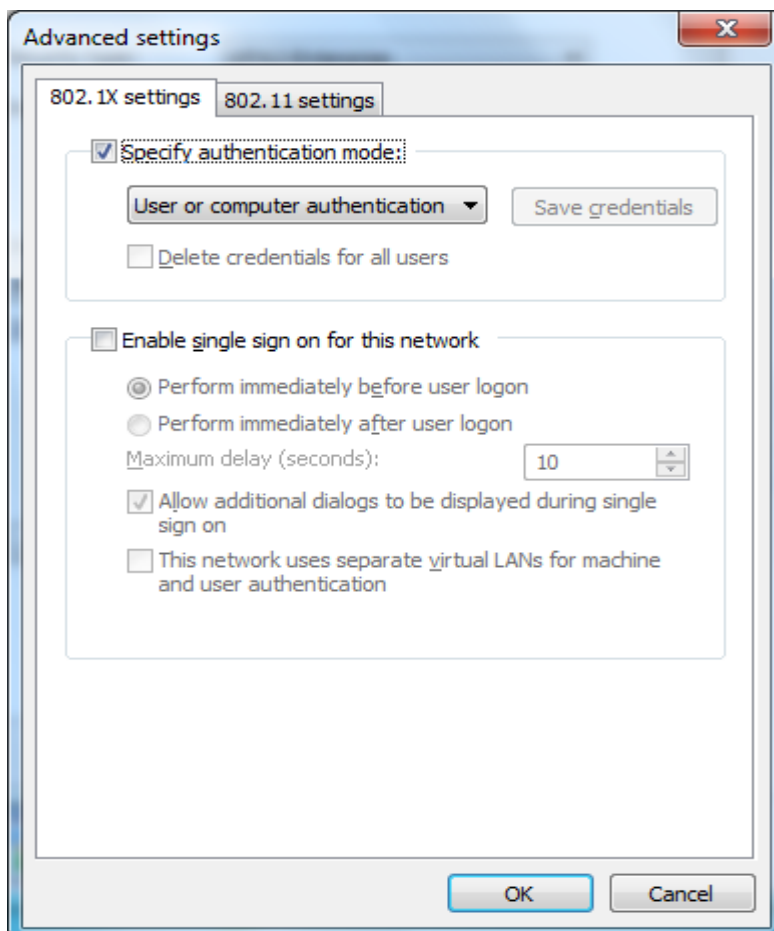 Advanced settings
802.1X settings
802.11 settings
Specify authentication mode:
User or computer authentication
Save credentials
Delete credentials for all users
Enable single sign on for this network
Perform immediately before user logon
Perform immediately after user logon
Maximum delay (seconds):
10
Allow additional dialogs to be displayed during single
sign on
This network uses separate virtual LANs for machine
and user authentication
OK
Cancel